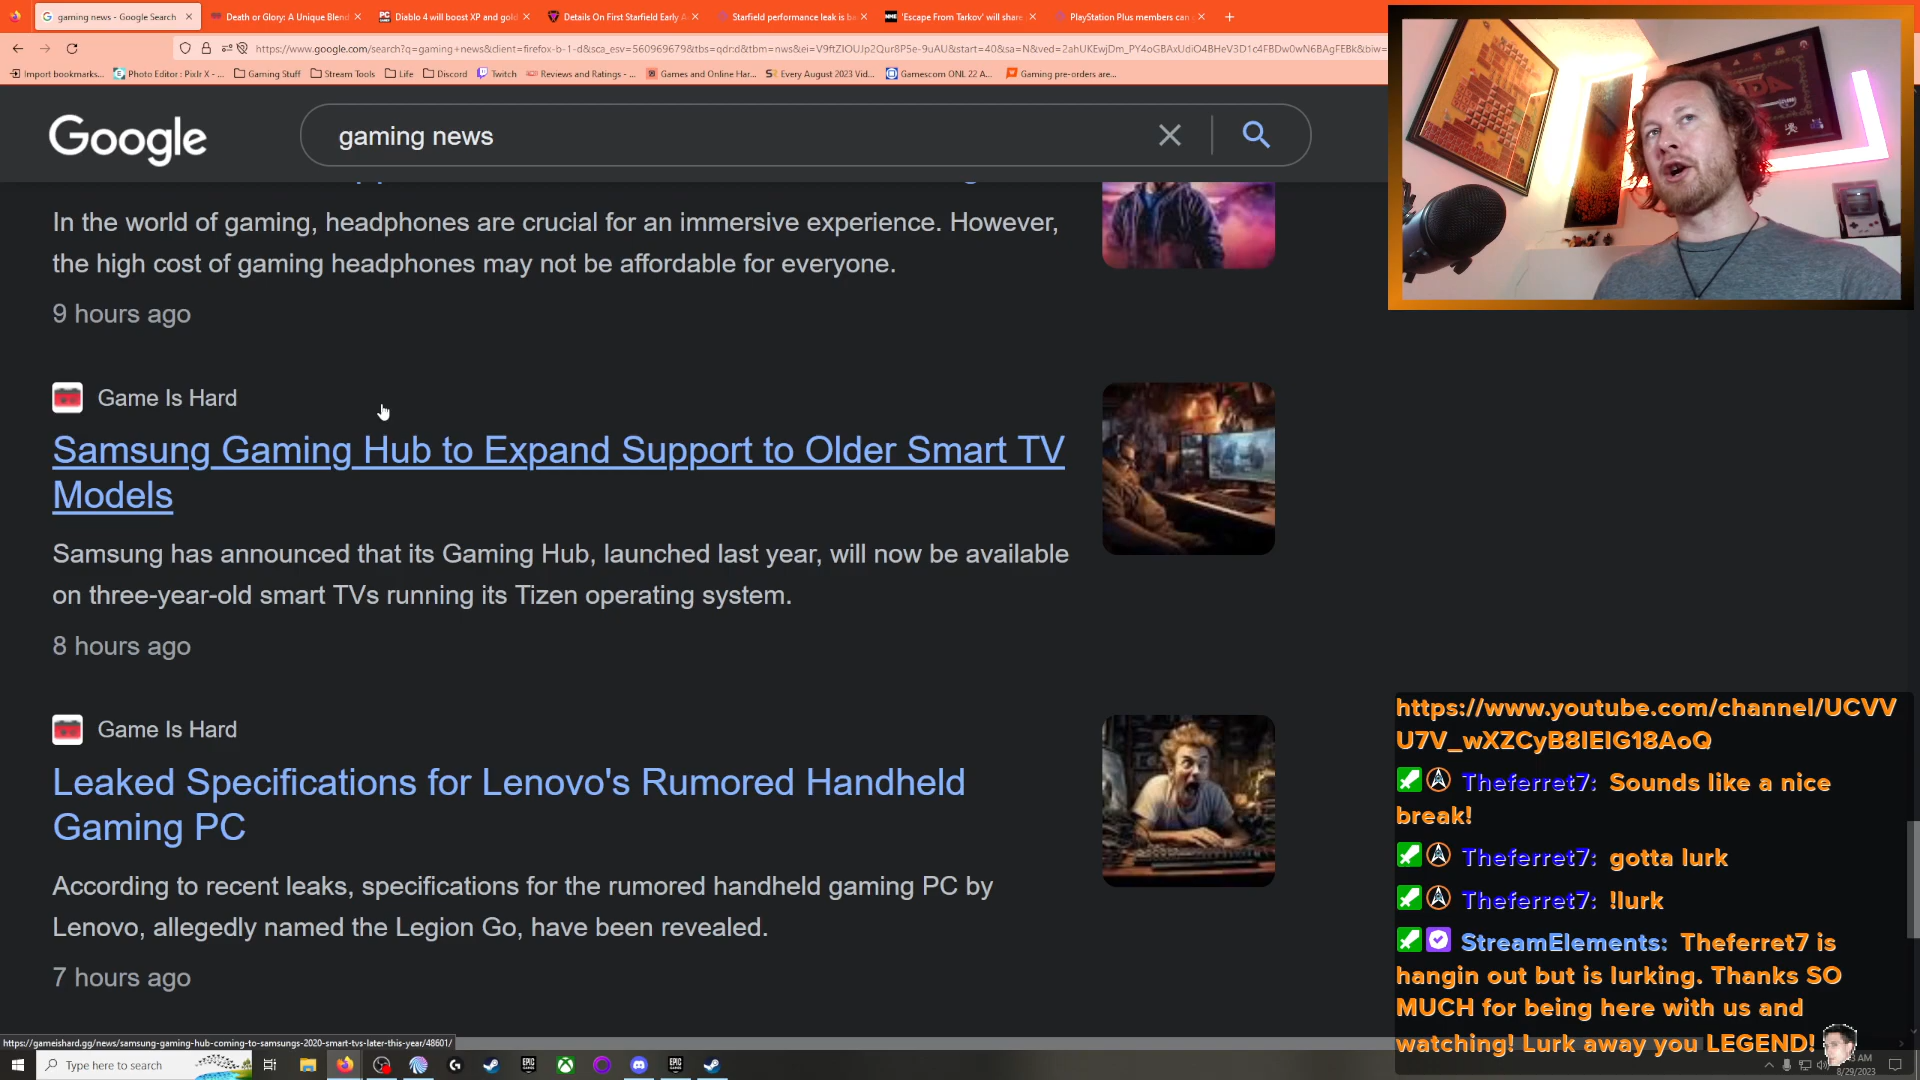 gaming news - Google Search
Death or Glory: A Unique Blend
Diablo 4 will boost XP and gold
Details On First Starfield Early A
Starfield performance leak is ba
'Escape From Tarkov' will share
PlayStation Plus members can
Import bookmarks...
Photo Editor : Pixlr X - ...
Gaming Stuff
Stream Tools
Life
Discord
Twitch
Reviews and Ratings - ...
Games and Online Har...
Every August 2023 Vid...
Gamescom ONL 22 A...
Gaming pre-orders are...
Google
gaming news
In the world of gaming, headphones are crucial for an immersive experience. However,
the high cost of gaming headphones may not be affordable for everyone.
9 hours ago
Game Is Hard
Samsung Gaming Hub to Expand Support to Older Smart TV
Models
Samsung has announced that its Gaming Hub, launched last year, will now be available
on three-year-old smart TVs running its Tizen operating system.
8 hours ago
Game Is Hard
Leaked Specifications for Lenovo's Rumored Handheld
Gaming PC
According to recent leaks, specifications for the rumored handheld gaming PC by
Lenovo, allegedly named the Legion Go, have been revealed.
7 hours ago
https://www.youtube.com/channel/UCVV
U7V_wXZCyB8IEIG18AoQ
Theferret7: Sounds like a nice
break!
Theferret7: gotta lurk
Theferret7: !lurk
StreamElements: Theferret7 is
hangin out but is lurking. Thanks SO
MUCH for being here with us and
watching! Lurk away you LEGEND!
https://gameishard.gg/news/samsung-gaming-hub-coming-to-samsungs-2020-smart-tvs-later-this-year/48601/
Type here to search
AM
8/29/2023